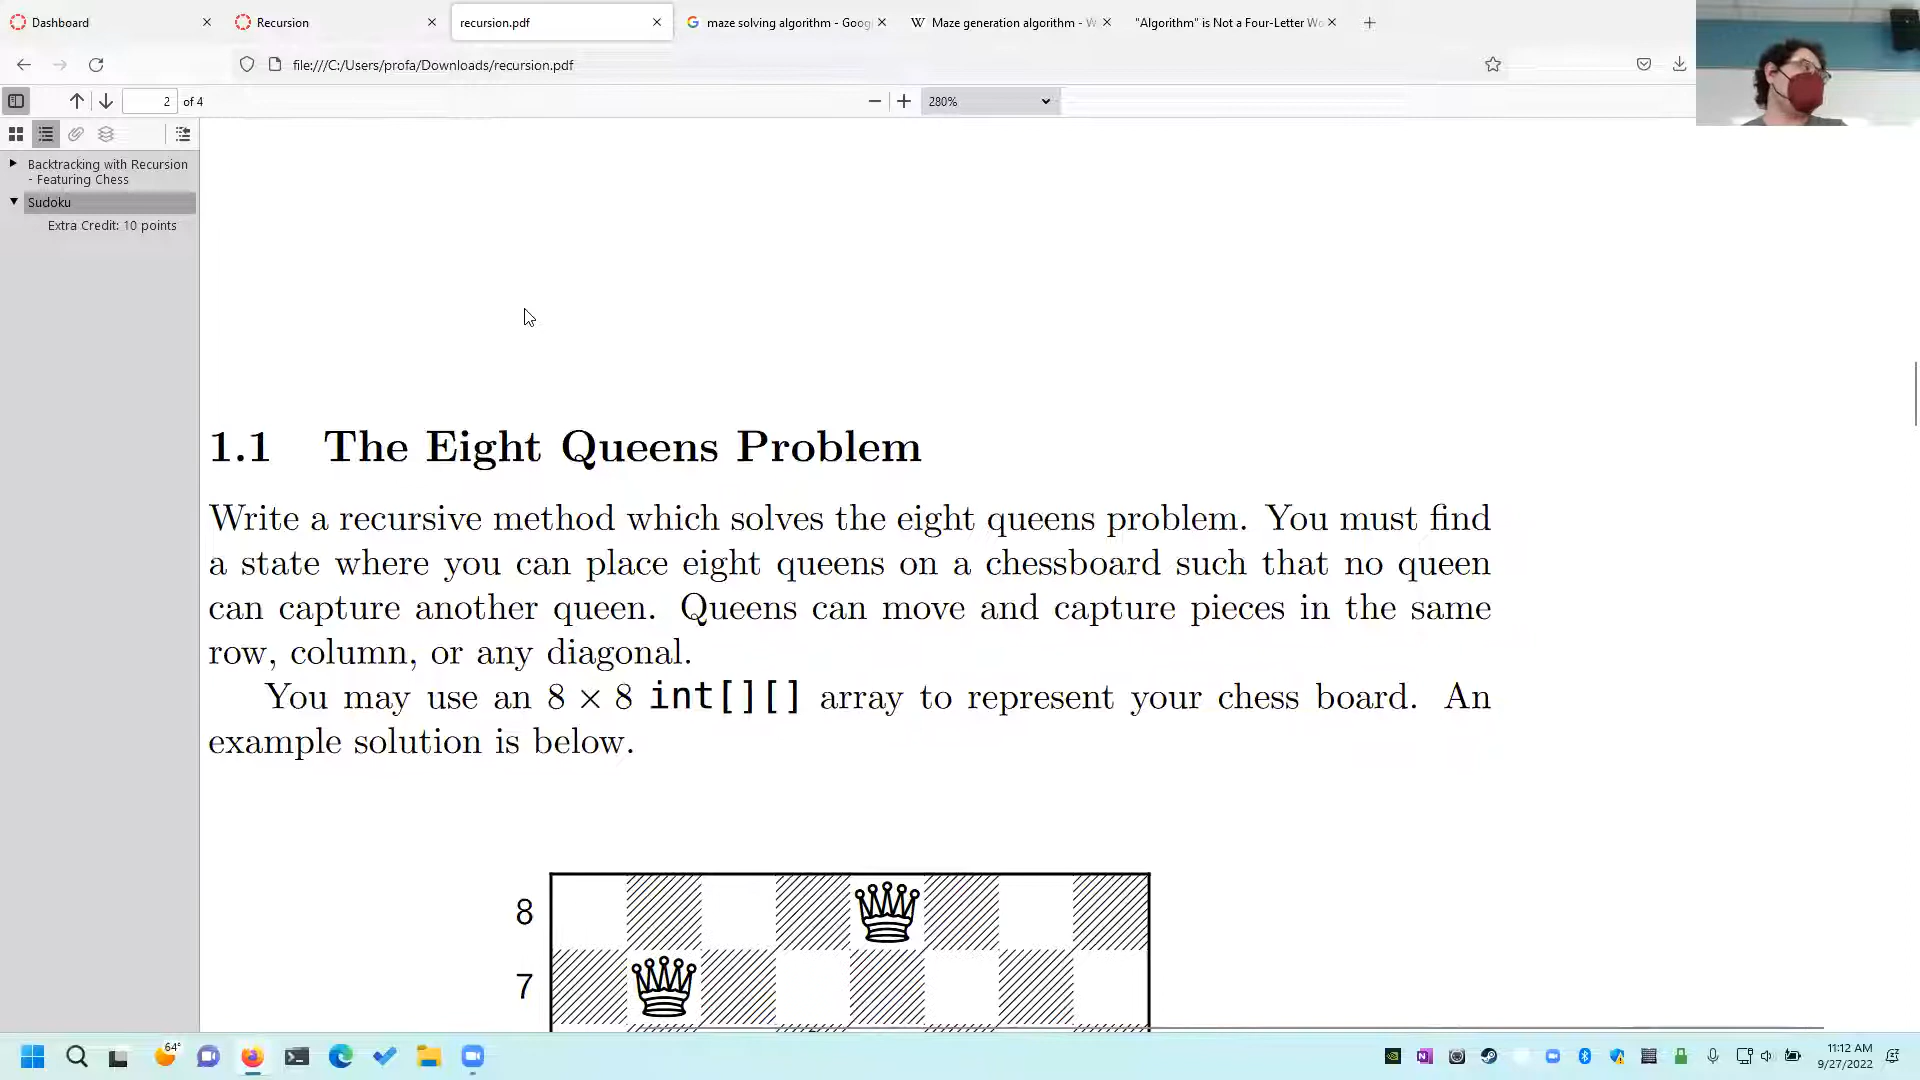 Dashboard
Recursion
recursion.pdf
maze solving algorithm - Goog
Maze generation algorithm - W
"Algorithm" is Not a Four-Letter Wo
file:///C:/Users/profa/Downloads/recursion.pdf
2 of 4
280%
Backtracking with Recursion
- Featuring Chess
Sudoku
Extra Credit: 10 points
1.1 The Eight Queens Problem
Write a recursive method which solves the eight queens problem. You must find
a state where you can place eight queens on a chessboard such that no queen
can capture another queen. Queens can move and capture pieces in the same
row, column, or any diagonal.
You may use an 8 × 8 int[][] array to represent your chess board. An
example solution is below.
8
7
64°
11:12 AM
9/27/2022